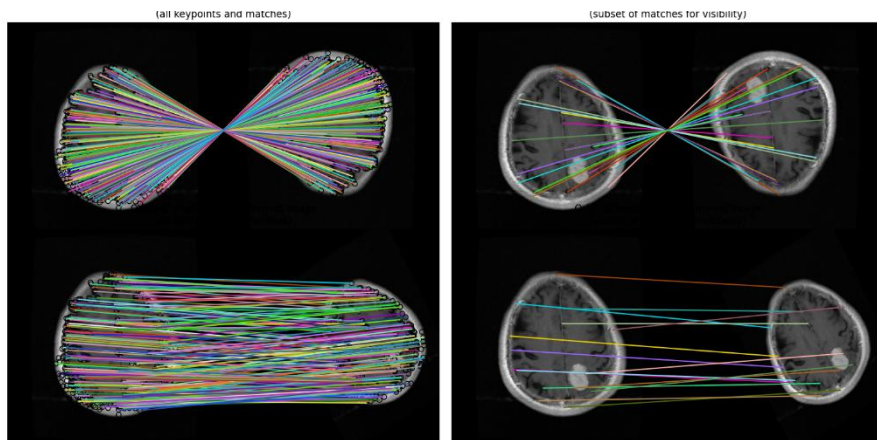 (all keypoints and matches)
(subset of matches for visibility)